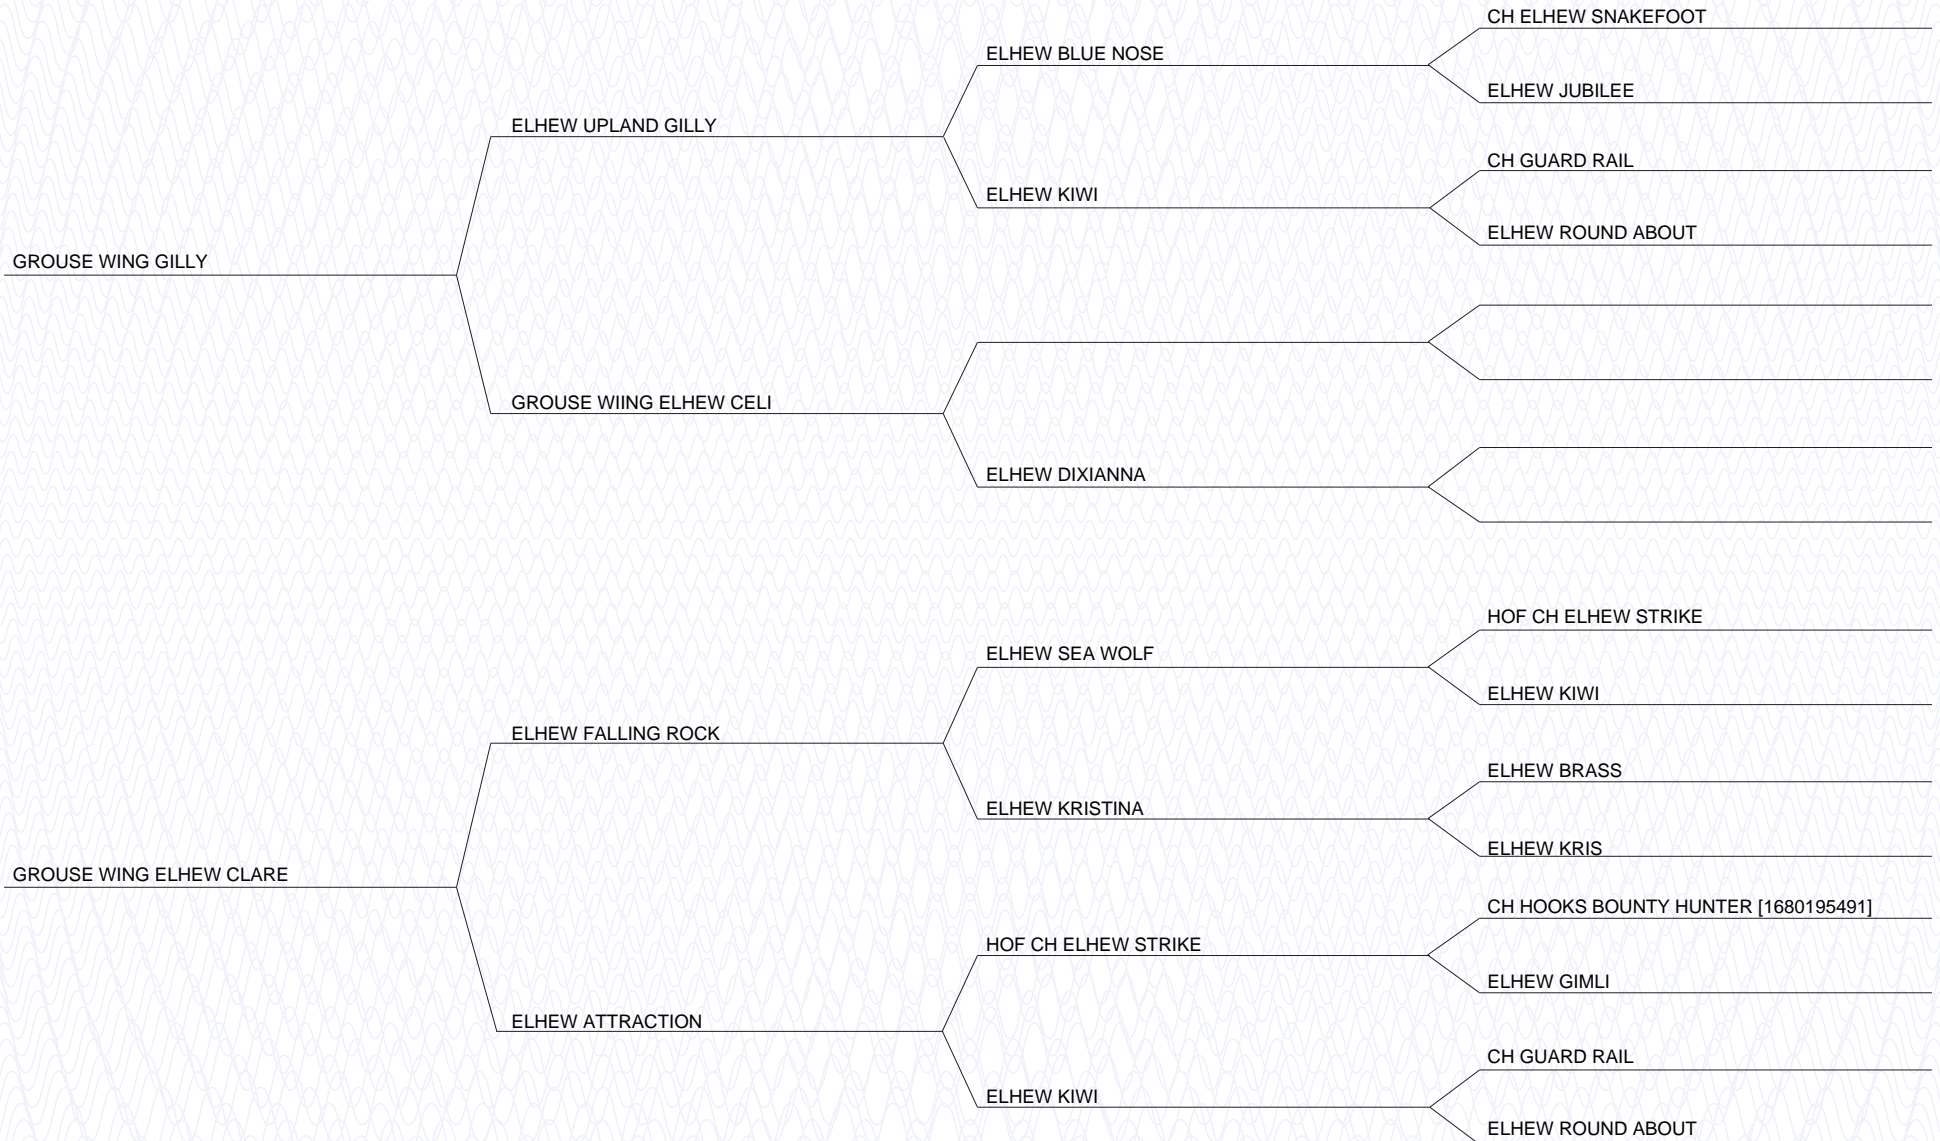 CH ELHEW SNAKEFOOT
ELHEW BLUE NOSE
ELHEW JUBILEE
ELHEW UPLAND GILLY
CH GUARD RAIL
ELHEW KIWI
ELHEW ROUND ABOUT
GROUSE WING GILLY
GROUSE WIING ELHEW CELI
ELHEW DIXIANNA
HOF CH ELHEW STRIKE
ELHEW SEA WOLF
ELHEW KIWI
ELHEW FALLING ROCK
ELHEW BRASS
ELHEW KRISTINA
ELHEW KRIS
GROUSE WING ELHEW CLARE
CH HOOKS BOUNTY HUNTER [1680195491]
HOF CH ELHEW STRIKE
ELHEW GIMLI
ELHEW ATTRACTION
CH GUARD RAIL
ELHEW KIWI
ELHEW ROUND ABOUT